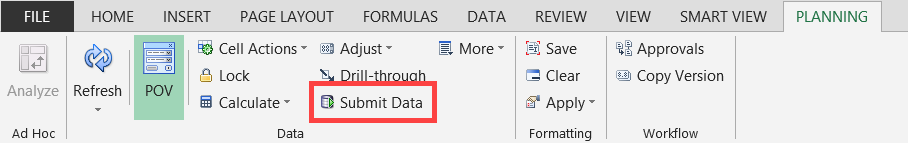 FILE HOME INSERT PAGE LAYOUT FORMULAS DATA REVIEW VIEW SMART VIEW PLANNING
Cell Actions Adjust More Save Approvals
Lock Drill-through Clear Copy Version
Analyze Refresh POV Calculate Submit Data Apply
Ad Hoc Data Formatting Workflow